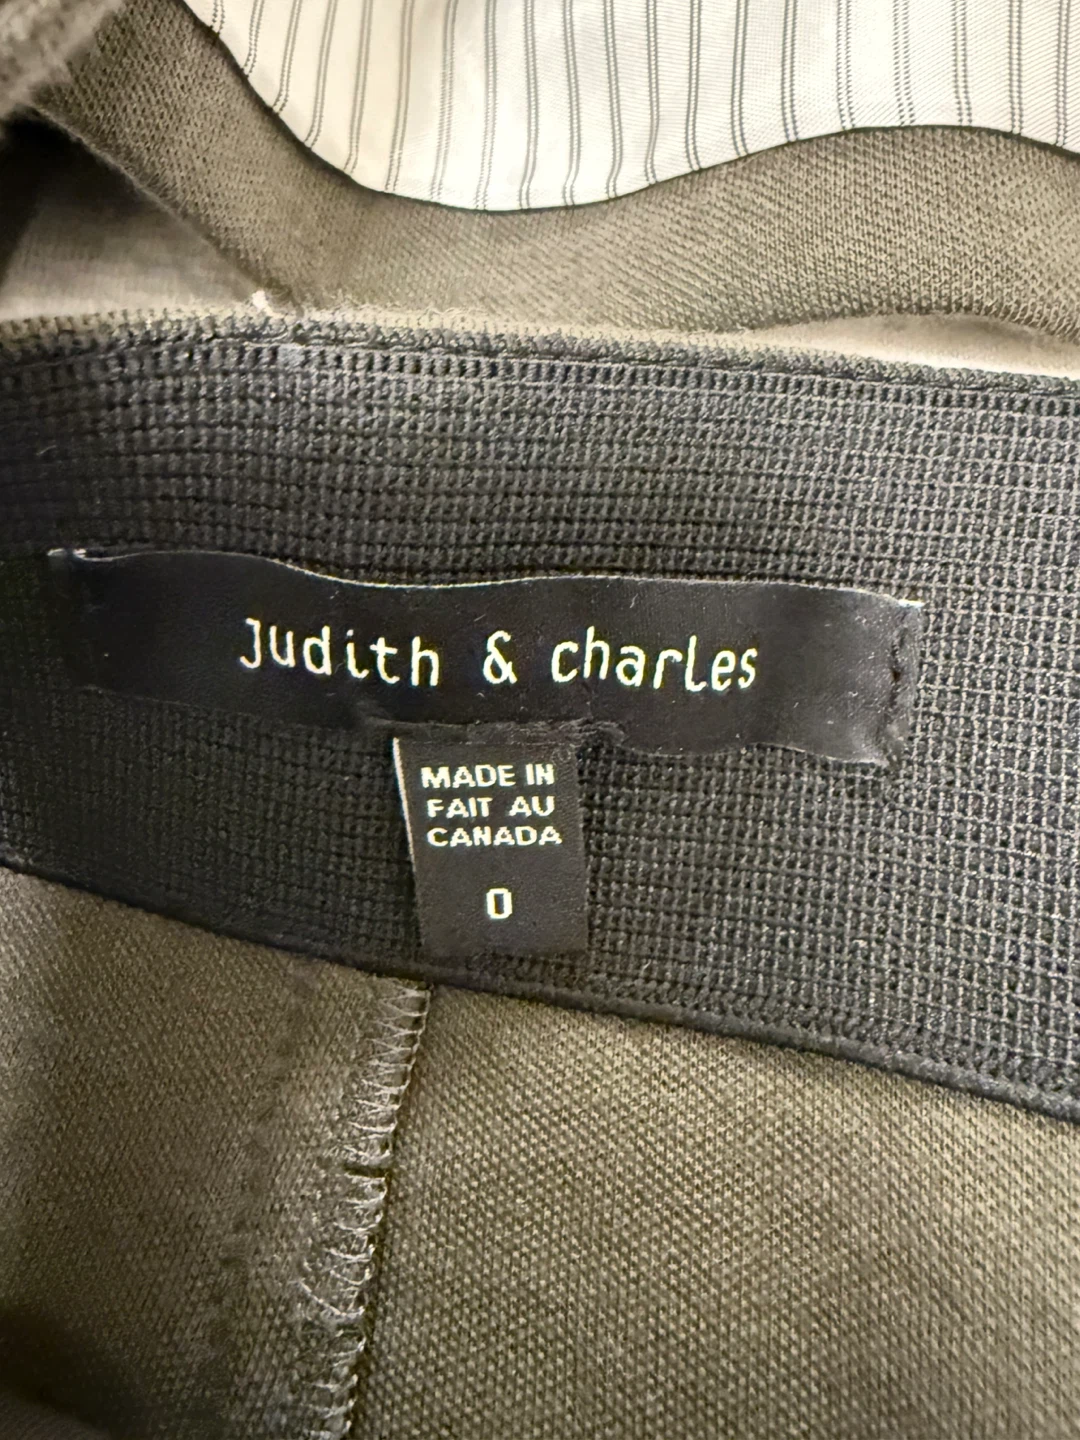 Judith & charles
MADE IN
FAIT AU
CANADA
0